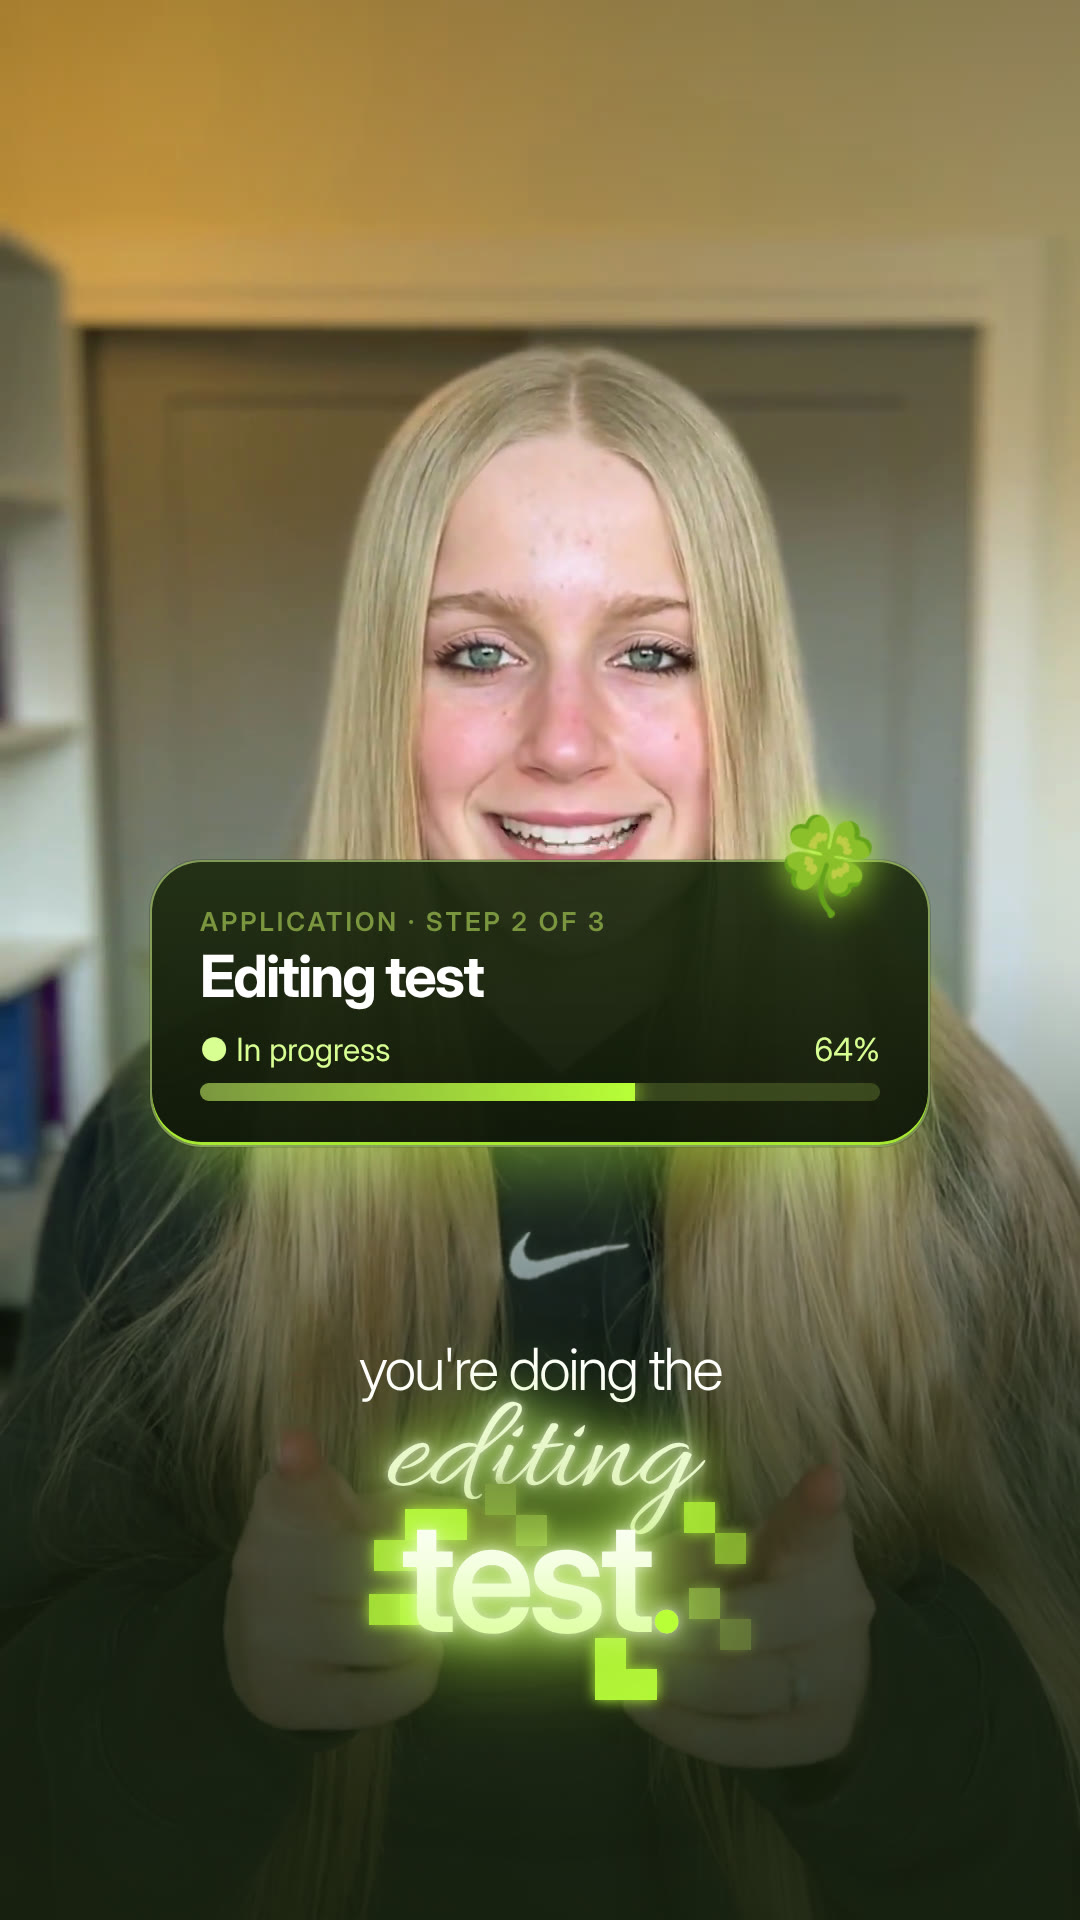 APPLICATION · STEP 2 OF 3
Editing test
In progress 64%
you're doing the
editing
test.